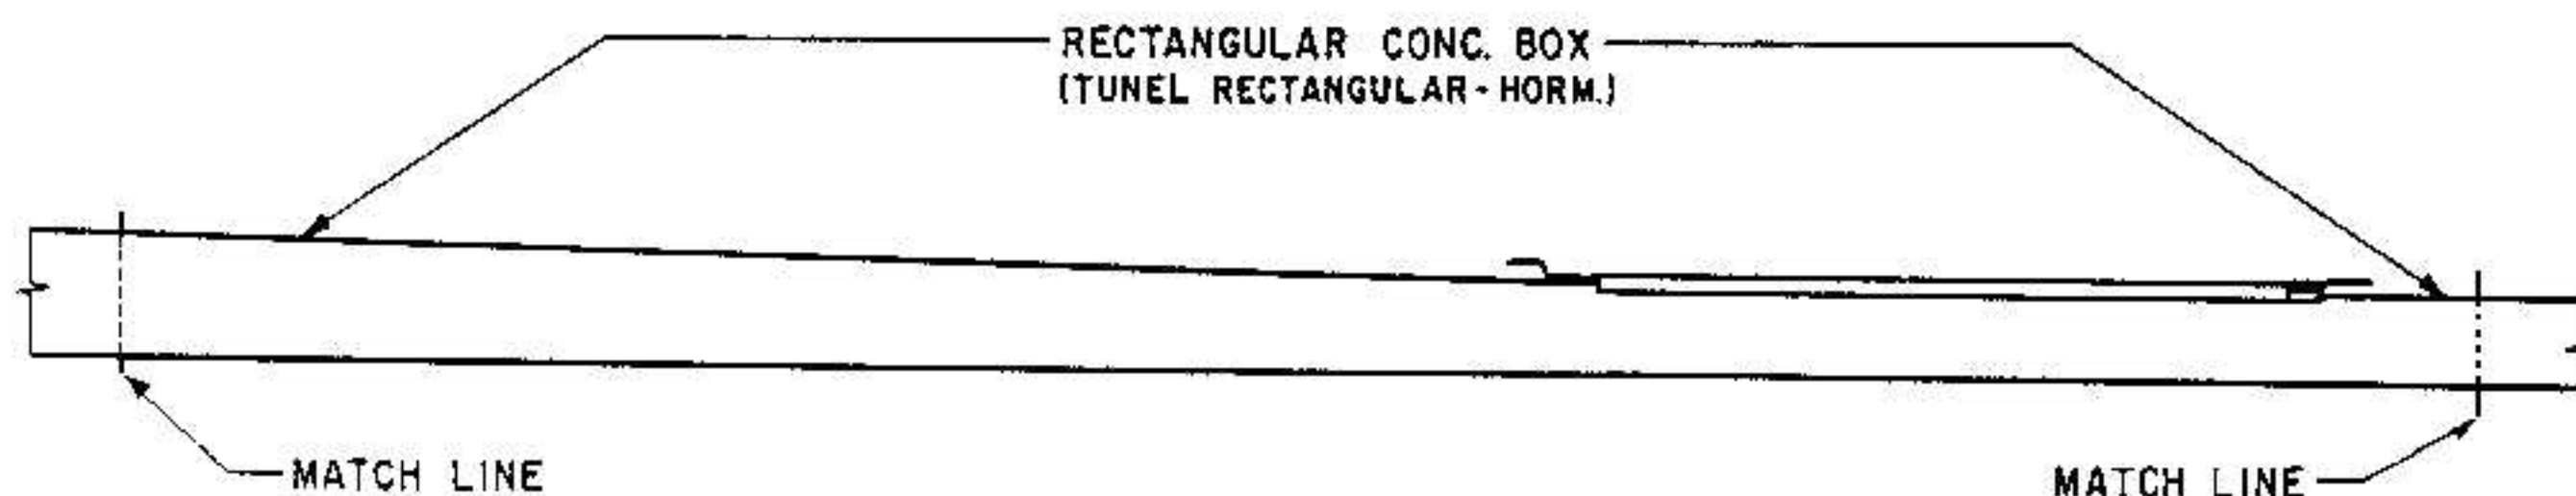 RECTANGULAR CONC. BOX
(TUNEL RECTANGULAR-HORM.)
MATCH LINE
MATCH LINE